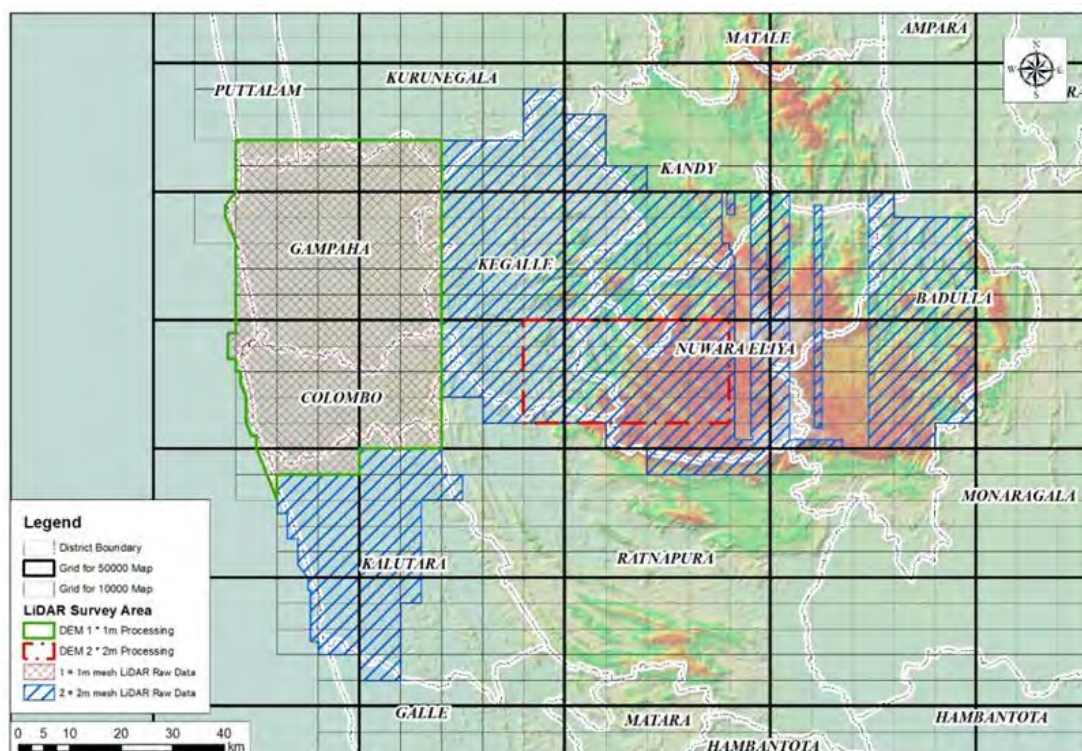 MATALE
AMPARA
N
W E
S
KURUNEGALA
PUTTALAM
KANDY
GAMPAHA
KEGALLE
BADULLA
NUWARA ELIYA
COLOMBO
MONARAGALA
RATNAPURA
KALUTARA
GALLE
MATARA
HAMBANTOTA
HAMBANTOTA
Legend
District Boundary
Grid for 50000 Map
Grid for 10000 Map
LiDAR Survey Area
DEM 1 * 1m Processing
DEM 2 * 2m Processing
1 * 1m mesh LiDAR Raw Data
2 * 2m mesh LiDAR Raw Data
0 5 10 20 30 40
km